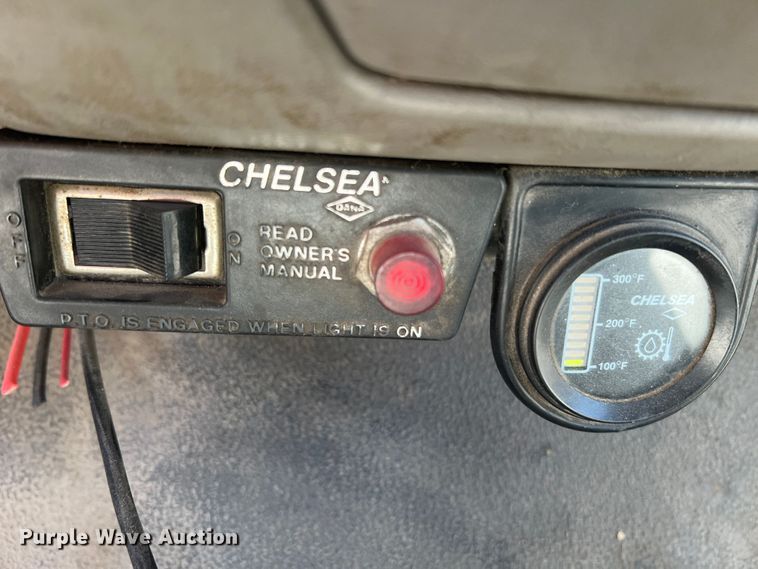 CHELSEA
DANA
OFF
ON
READ
OWNER'S
MANUAL
P.T.O. IS ENGAGED WHEN LIGHT IS ON
300°F
CHELSEA
200°F
100°F
Purple Wave Auction